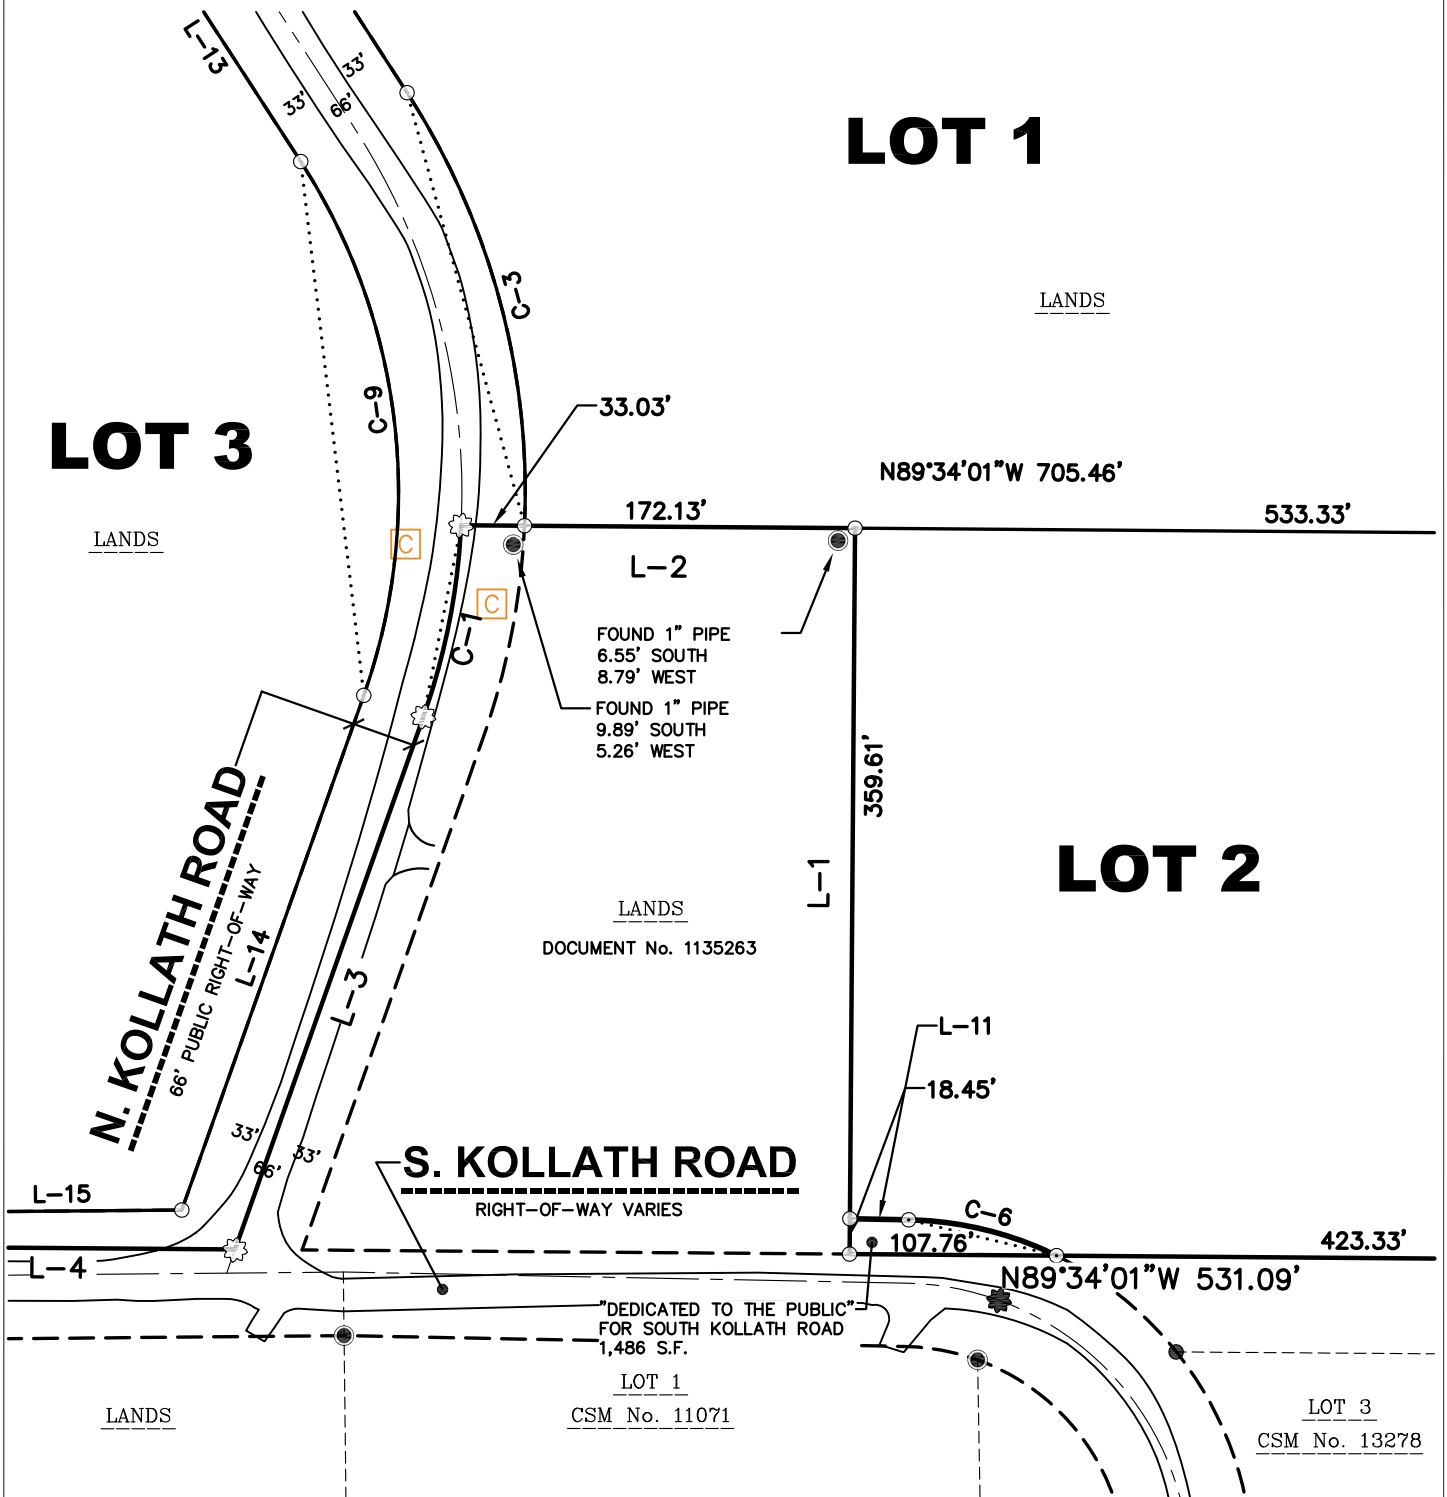 L-13
33'
33'
66'
LOT 1
LANDS
C-3
C-9
LOT 3
LANDS
33.03'
N89°34'01"W 705.46'
172.13'
533.33'
L-2
C
C
C-1
FOUND 1" PIPE
6.55' SOUTH
8.79' WEST
FOUND 1" PIPE
9.89' SOUTH
5.26' WEST
359.61'
L-1
LOT 2
N. KOLLATH ROAD
66' PUBLIC RIGHT-OF-WAY
L-14
L-3
LANDS
DOCUMENT No. 1135263
L-11
18.45'
33'
66'
33'
S. KOLLATH ROAD
RIGHT-OF-WAY VARIES
L-15
L-4
C-6
107.76'
423.33'
N89°34'01"W 531.09'
"DEDICATED TO THE PUBLIC"
FOR SOUTH KOLLATH ROAD
1,486 S.F.
LOT 1
CSM No. 11071
LANDS
LOT 3
CSM No. 13278